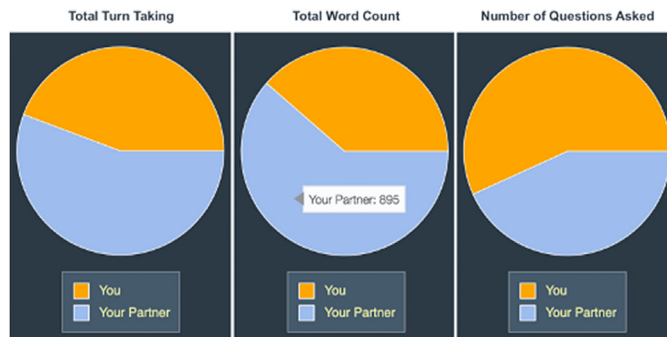 Total Turn Taking
Total Word Count
Number of Questions Asked
Your Partner: 895
You
Your Partner
You
Your Partner
You
Your Partner